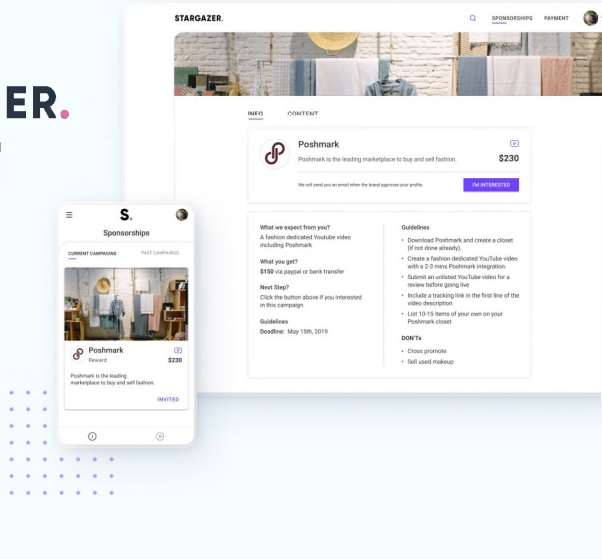 ER.
STARGAZER.
SPONSORSHIPS
PAYMENT
INFO
CONTENT
Poshmark
Poshmark is the leading marketplace to buy and sell fashion.
$230
We will send you an email when the brand approves your profile.
I'M INTERESTED
What we expect from you?
A fashion dedicated Youtube video
including Poshmark
What you get?
$150 via paypal or bank transfer
Next Step?
Click the button above if you interested
in this campaign
Guidelines
Deadline: May 15th, 2019
Guidelines
• Download Poshmark and create a closet
(if not done already).
• Create a fashion dedicated YouTube video
with a 2-3 mins Poshmark integration.
• Submit an unlisted YouTube video for a
review before going live
• Include a tracking link in the first line of the
video description
• List 10-15 items of your own on your
Poshmark closet
DON'Ts
• Cross promote
• Sell used makeup
S.
Sponsorships
CURRENT CAMPAIGNS
PAST CAMPAINGS
Poshmark
Reward
$230
Poshmark is the leading
marketplace to buy and sell fashion.
INVITED